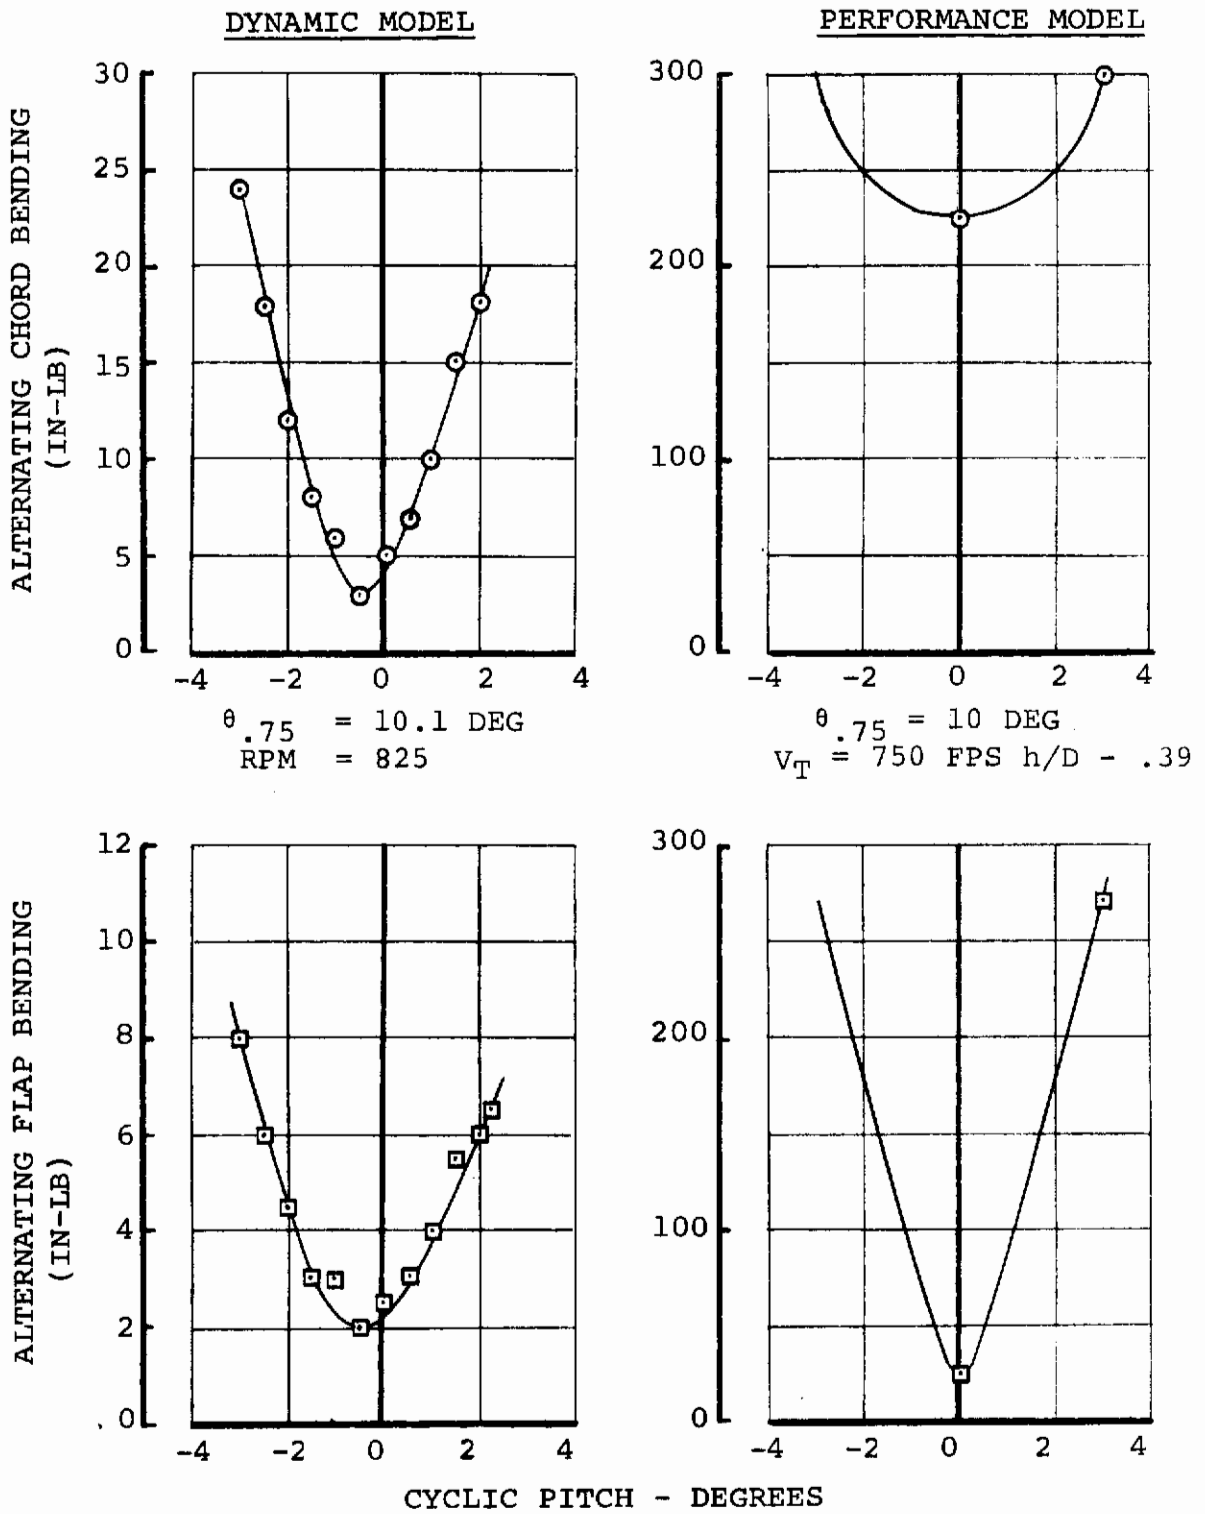 DYNAMIC MODEL
PERFORMANCE MODEL
ALTERNATING CHORD BENDING
(IN-LB)
30
25
20
15
10
5
0
-4 -2 0 2 4
θ.75 = 10.1 DEG
RPM = 825
300
200
100
0
-4 -2 0 2 4
θ.75 = 10 DEG
VT = 750 FPS h/D - .39
ALTERNATING FLAP BENDING
(IN-LB)
12
10
8
6
4
2
0
-4 -2 0 2 4
300
200
100
0
-4 -2 0 2 4
CYCLIC PITCH - DEGREES